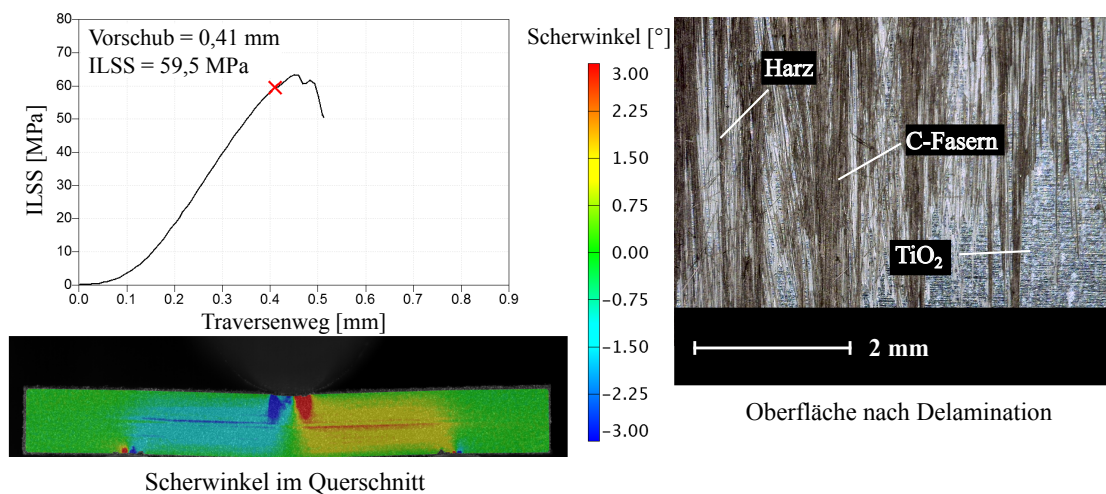 Vorschub = 0,41 mm
ILSS = 59,5 MPa
ILSS [MPa]
80
70
60
50
40
30
20
10
0
0.0 0.1 0.2 0.3 0.4 0.5 0.6 0.7 0.8 0.9
Traversenweg [mm]
Scherwinkel [°]
3.00
2.25
1.50
0.75
0.00
−0.75
−1.50
−2.25
−3.00
Scherwinkel im Querschnitt
Harz
C-Fasern
TiO₂
2 mm
Oberfläche nach Delamination